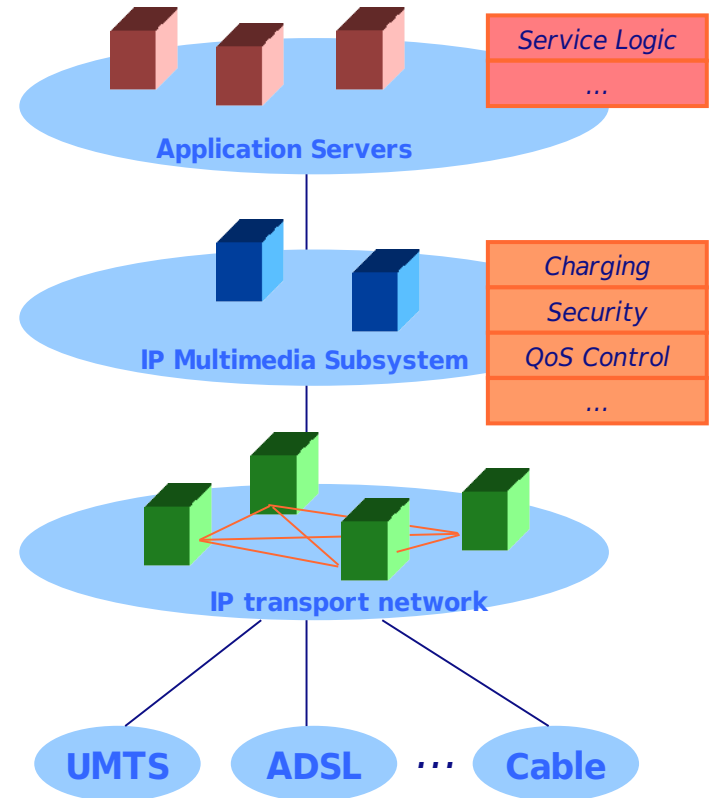 Service Logic
...
Application Servers
Charging
Security
IP Multimedia Subsystem
QoS Control
...
IP transport network
UMTS
ADSL
...
Cable